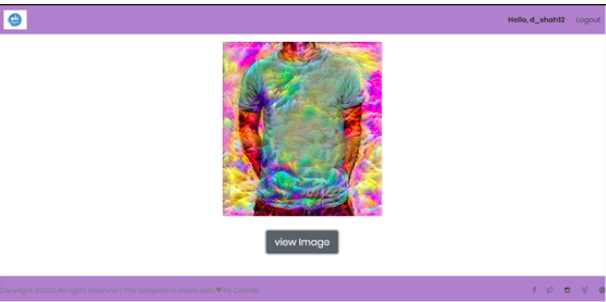 Hello, d_shah12 Logout
view Image
Copyright ©2020 All rights reserved | This template is made with ♥ by Colorlib